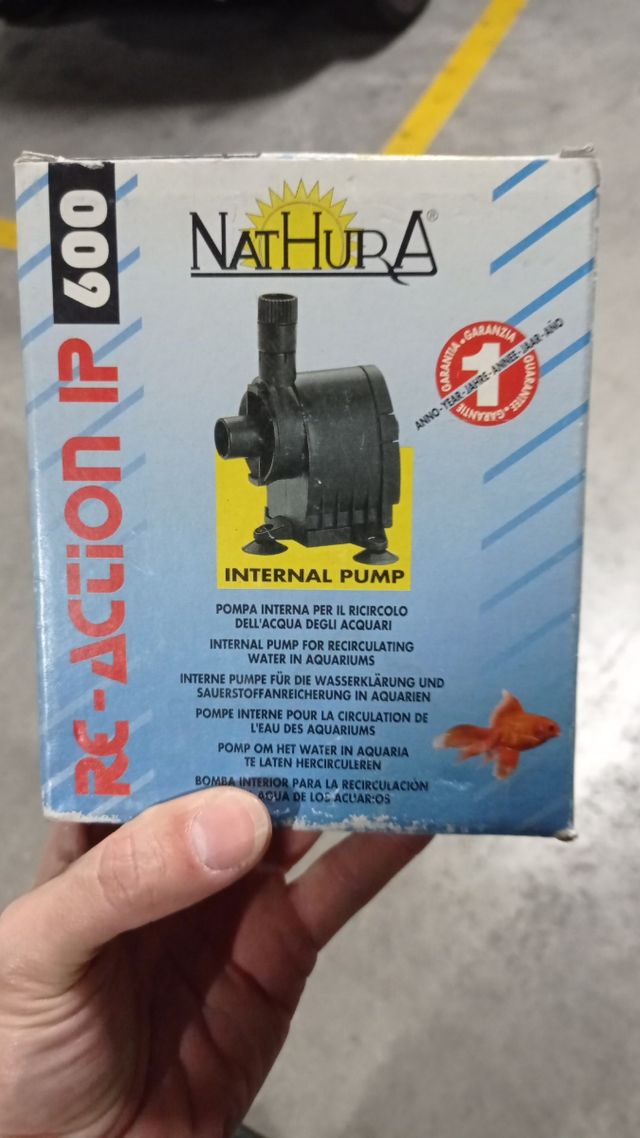 RE-ACTION IP 600
NATHURA®
GARANTIA • GARANZIA
GUARANTEE • GARANTIE
1
ANNO-YEAR-JAHRE-ANNEE-JAAR-AÑO
INTERNAL PUMP
POMPA INTERNA PER IL RICIRCOLO
DELL'ACQUA DEGLI ACQUARI
INTERNAL PUMP FOR RECIRCULATING
WATER IN AQUARIUMS
INTERNE PUMPE FÜR DIE WASSERKLÄRUNG UND
SAUERSTOFFANREICHERUNG IN AQUARIEN
POMPE INTERNE POUR LA CIRCULATION DE
L'EAU DES AQUARIUMS
POMP OM HET WATER IN AQUARIA
TE LATEN HERCIRCULEREN
BOMBA INTERIOR PARA LA RECIRCULACIÓN
AGUA DE LOS ACUARIOS